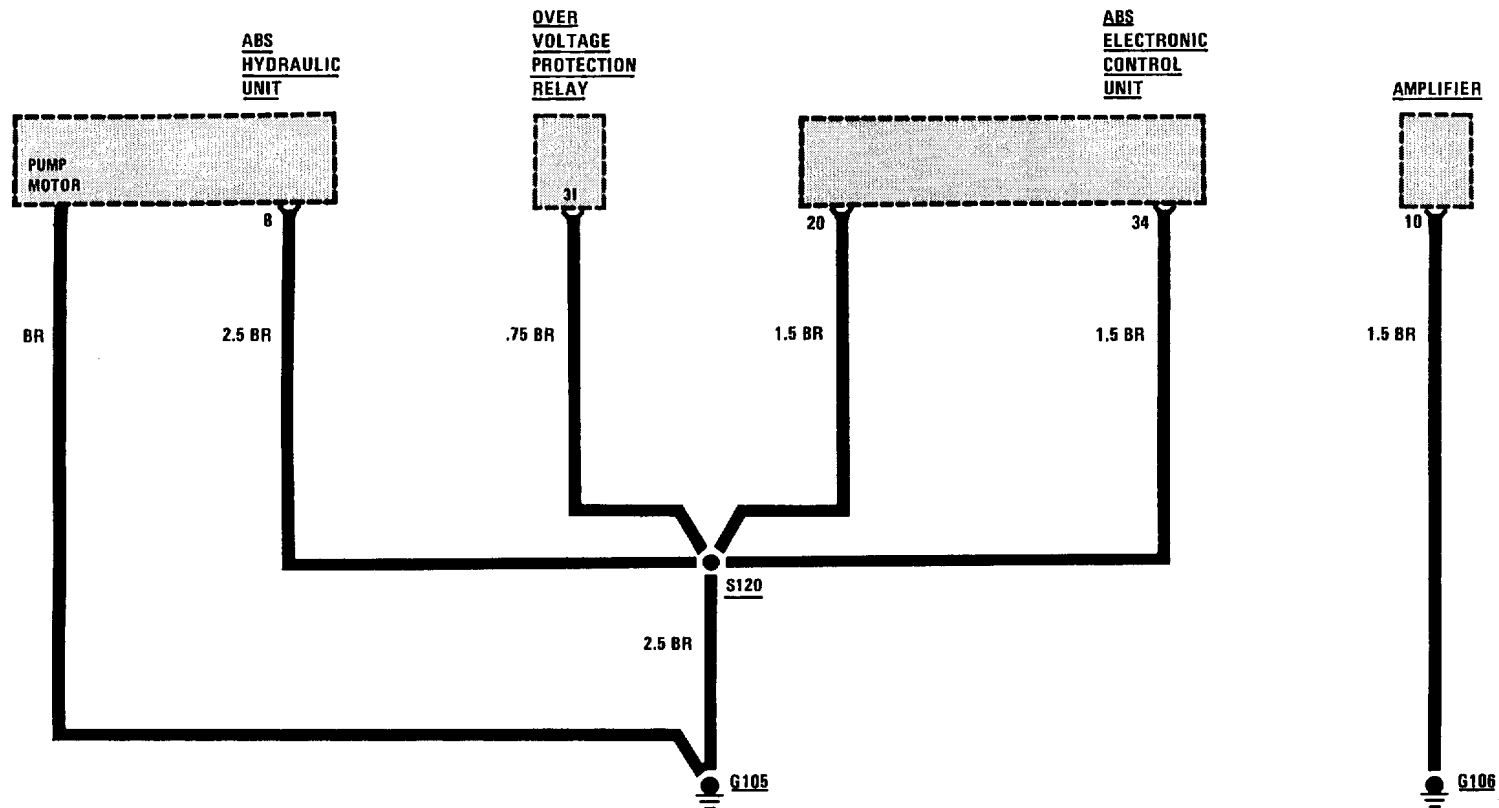 ABS
HYDRAULIC
UNIT
OVER
VOLTAGE
PROTECTION
RELAY
ABS
ELECTRONIC
CONTROL
UNIT
AMPLIFIER
PUMP
MOTOR
8
31
20
34
10
BR
2.5 BR
.75 BR
1.5 BR
1.5 BR
1.5 BR
S120
2.5 BR
G105
G106